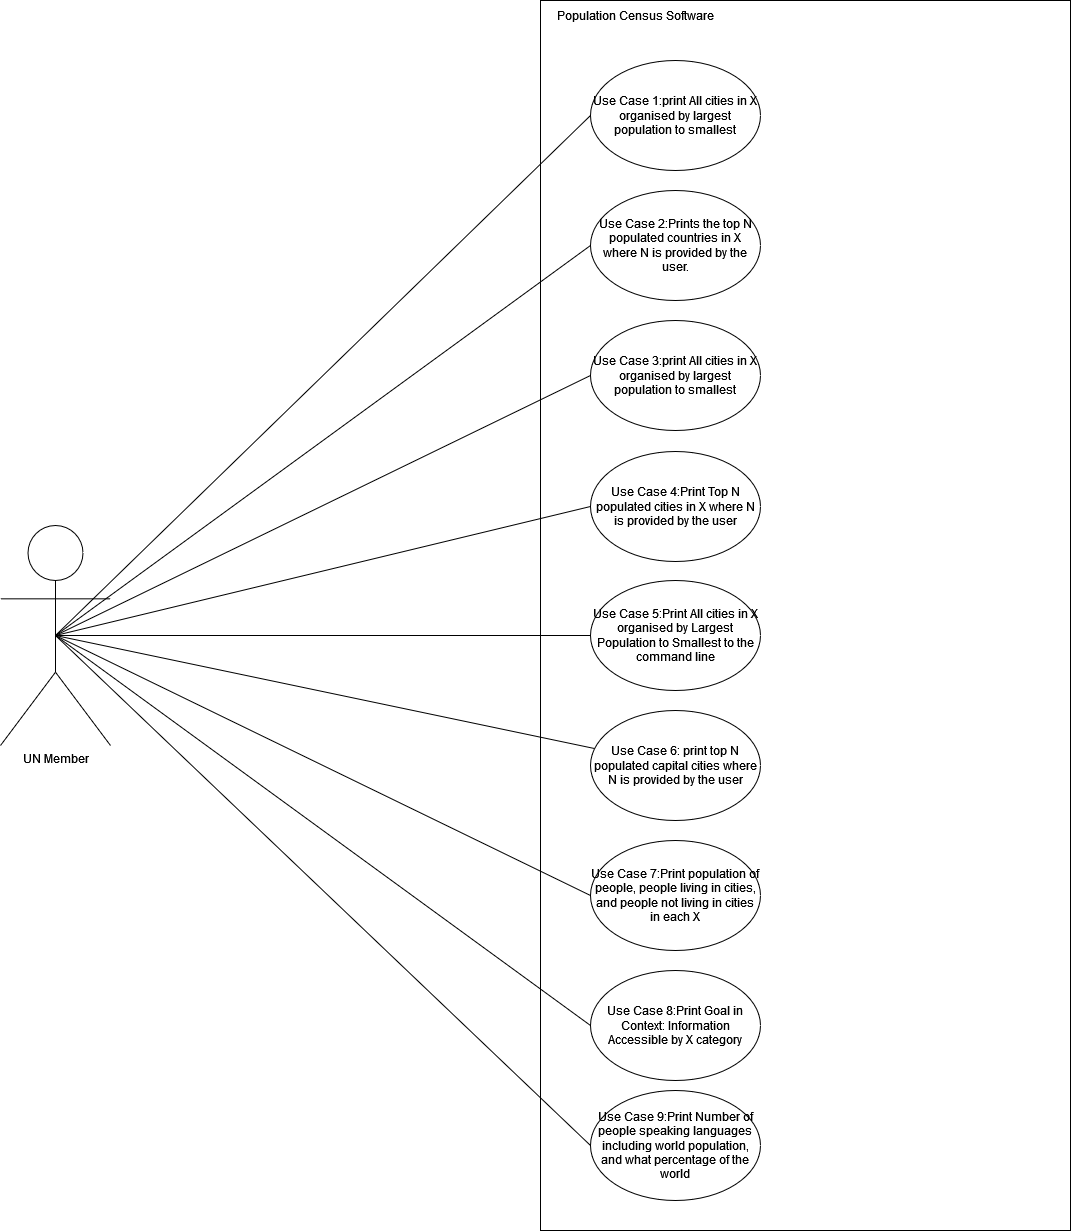 Population Census Software
Use Case 1:print All cities in X
organised by largest
population to smallest
Use Case 2:Prints the top N
populated countries in X
where N is provided by the
user.
Use Case 3:print All cities in X
organised by largest
population to smallest
Use Case 4:Print Top N
populated cities in X where N
is provided by the user
Use Case 5:Print All cities in X
organised by Largest
Population to Smallest to the
command line
UN Member
Use Case 6: print top N
populated capital cities where
N is provided by the user
Use Case 7:Print population of
people, people living in cities,
and people not living in cities
in each X
Use Case 8:Print Goal in
Context: Information
Accessible by X category
Use Case 9:Print Number of
people speaking languages
including world population,
and what percentage of the
world